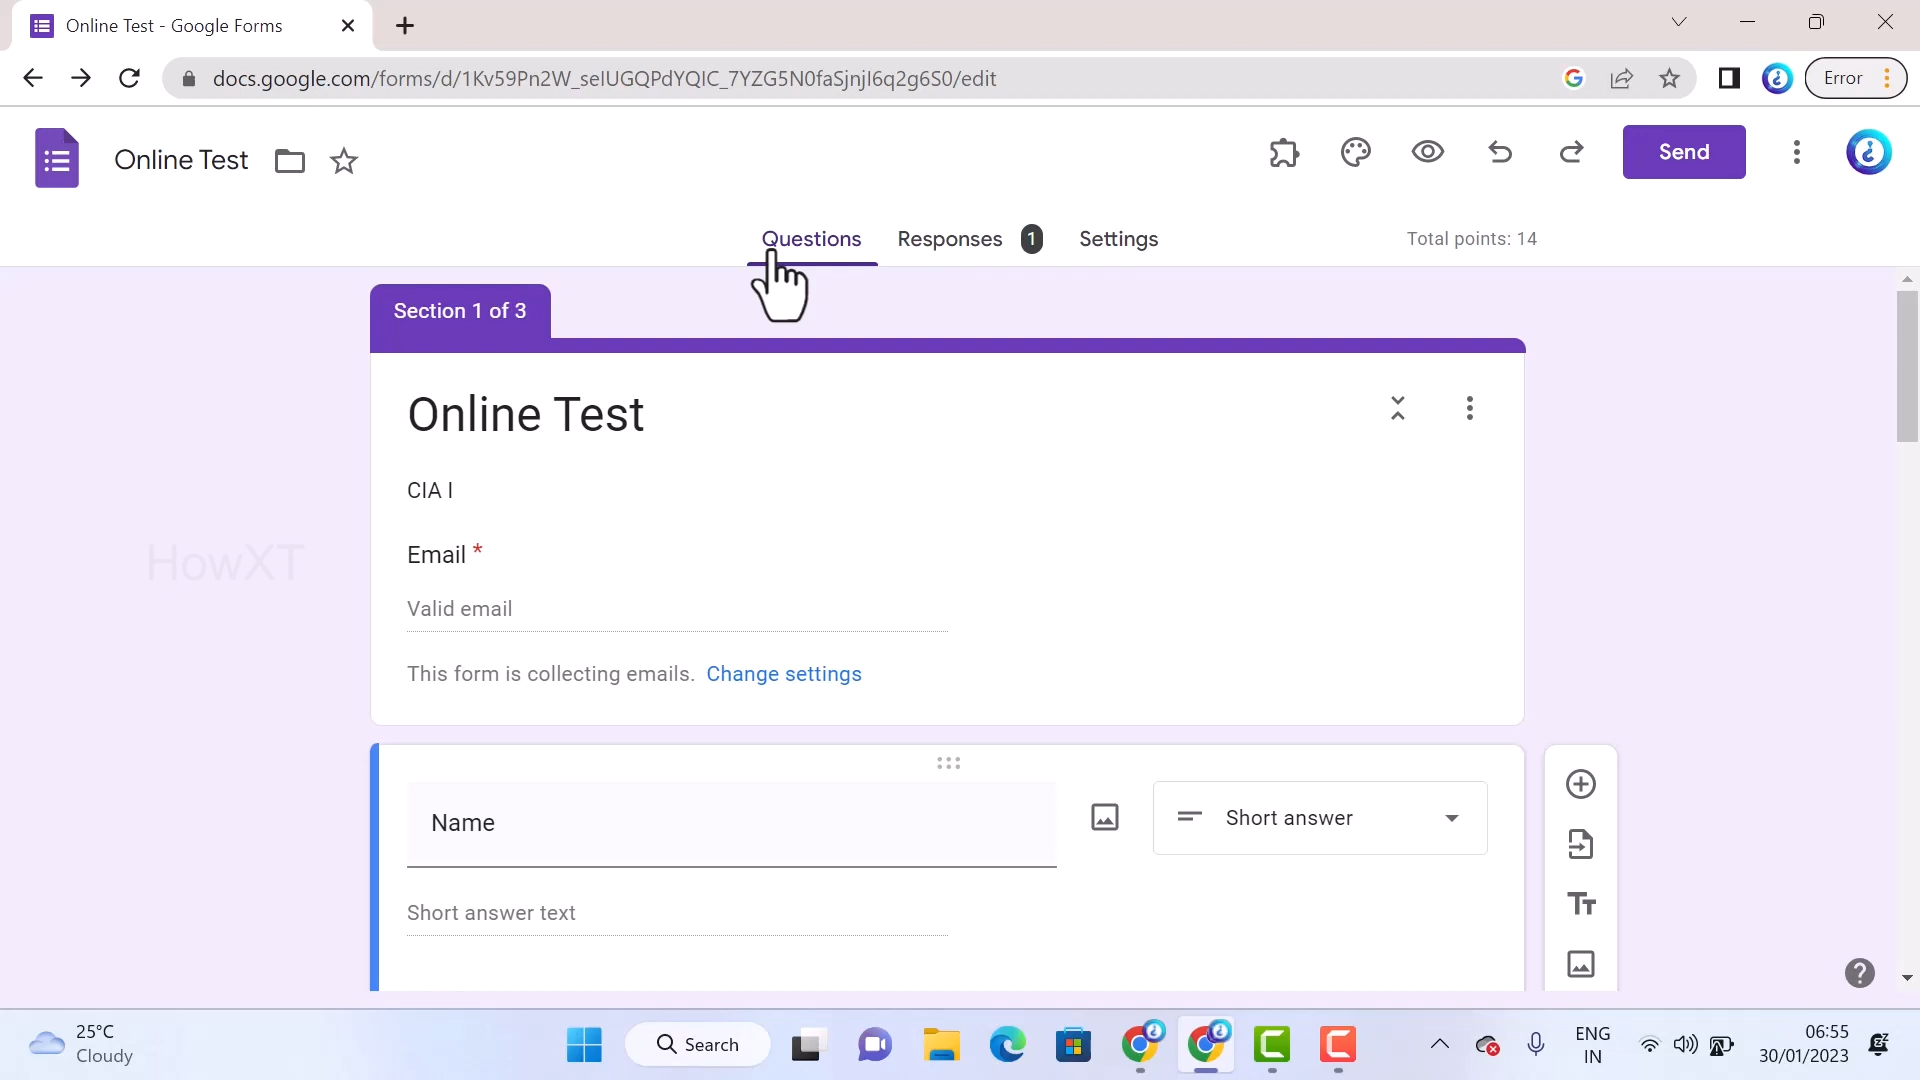 Online Test - Google Forms
docs.google.com/forms/d/1Kv59Pn2W_selUGQPdYQIC_7YZG5N0faSjnjl6q2g6S0/edit
Error
Online Test
Send
Questions
Responses 1
Settings
Total points: 14
Section 1 of 3
Online Test
CIA I
Email *
Valid email
This form is collecting emails. Change settings
HowXT
Name
Short answer
Short answer text
25°C
Cloudy
Search
ENG
IN
06:55
30/01/2023